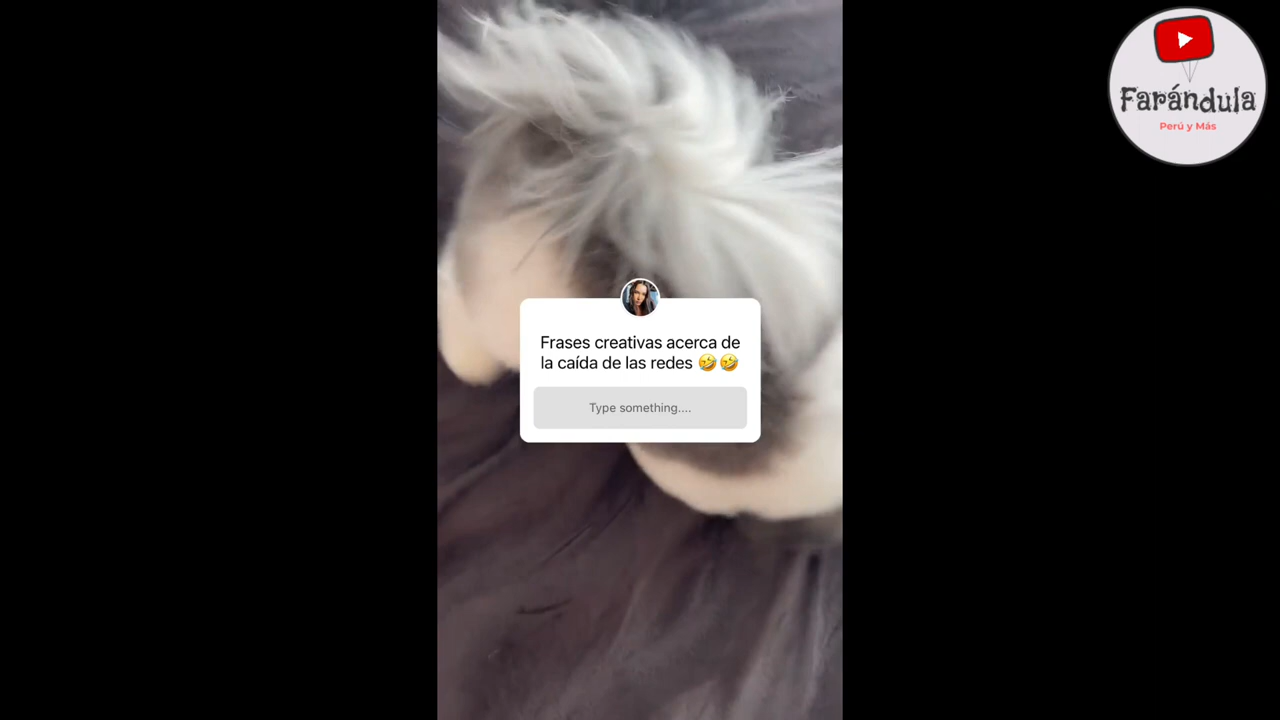 Farándula
Perú y Más
Frases creativas acerca de
la caída de las redes 🤣🤣
Type something....